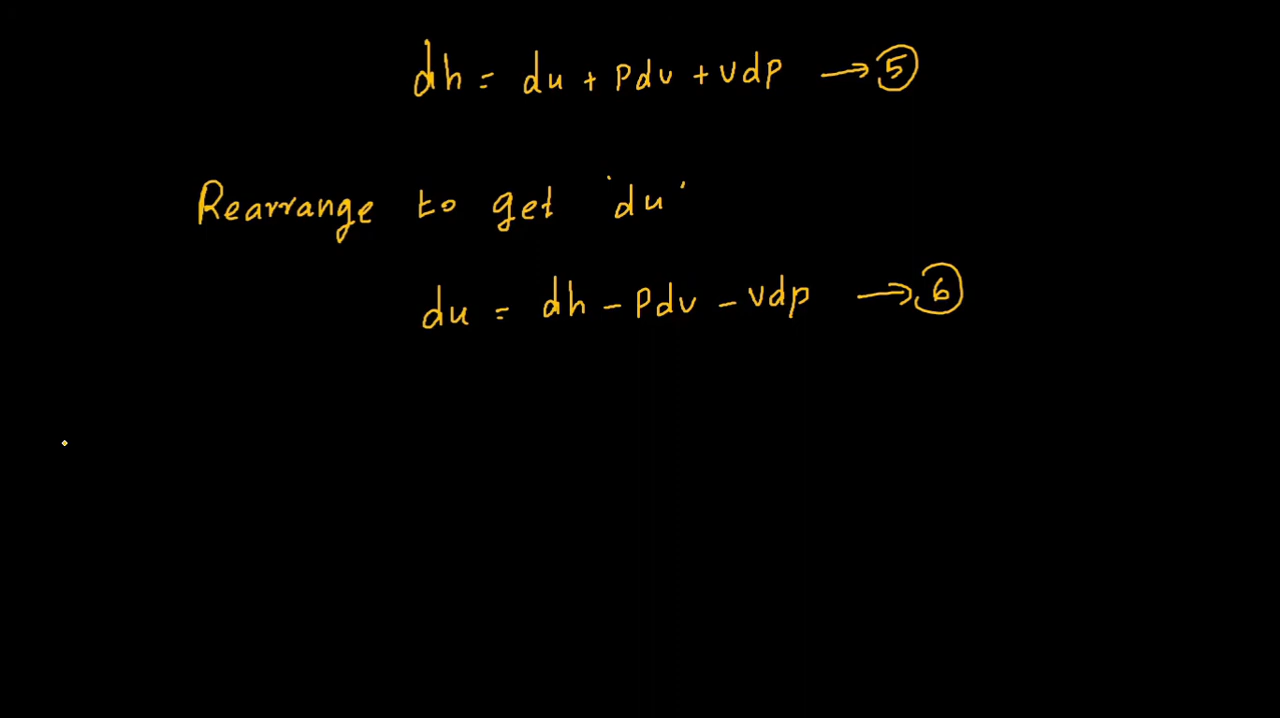 dh = du + pdv + vdp → ⑤
Rearrange to get 'du'
du = dh - pdv - vdp → ⑥